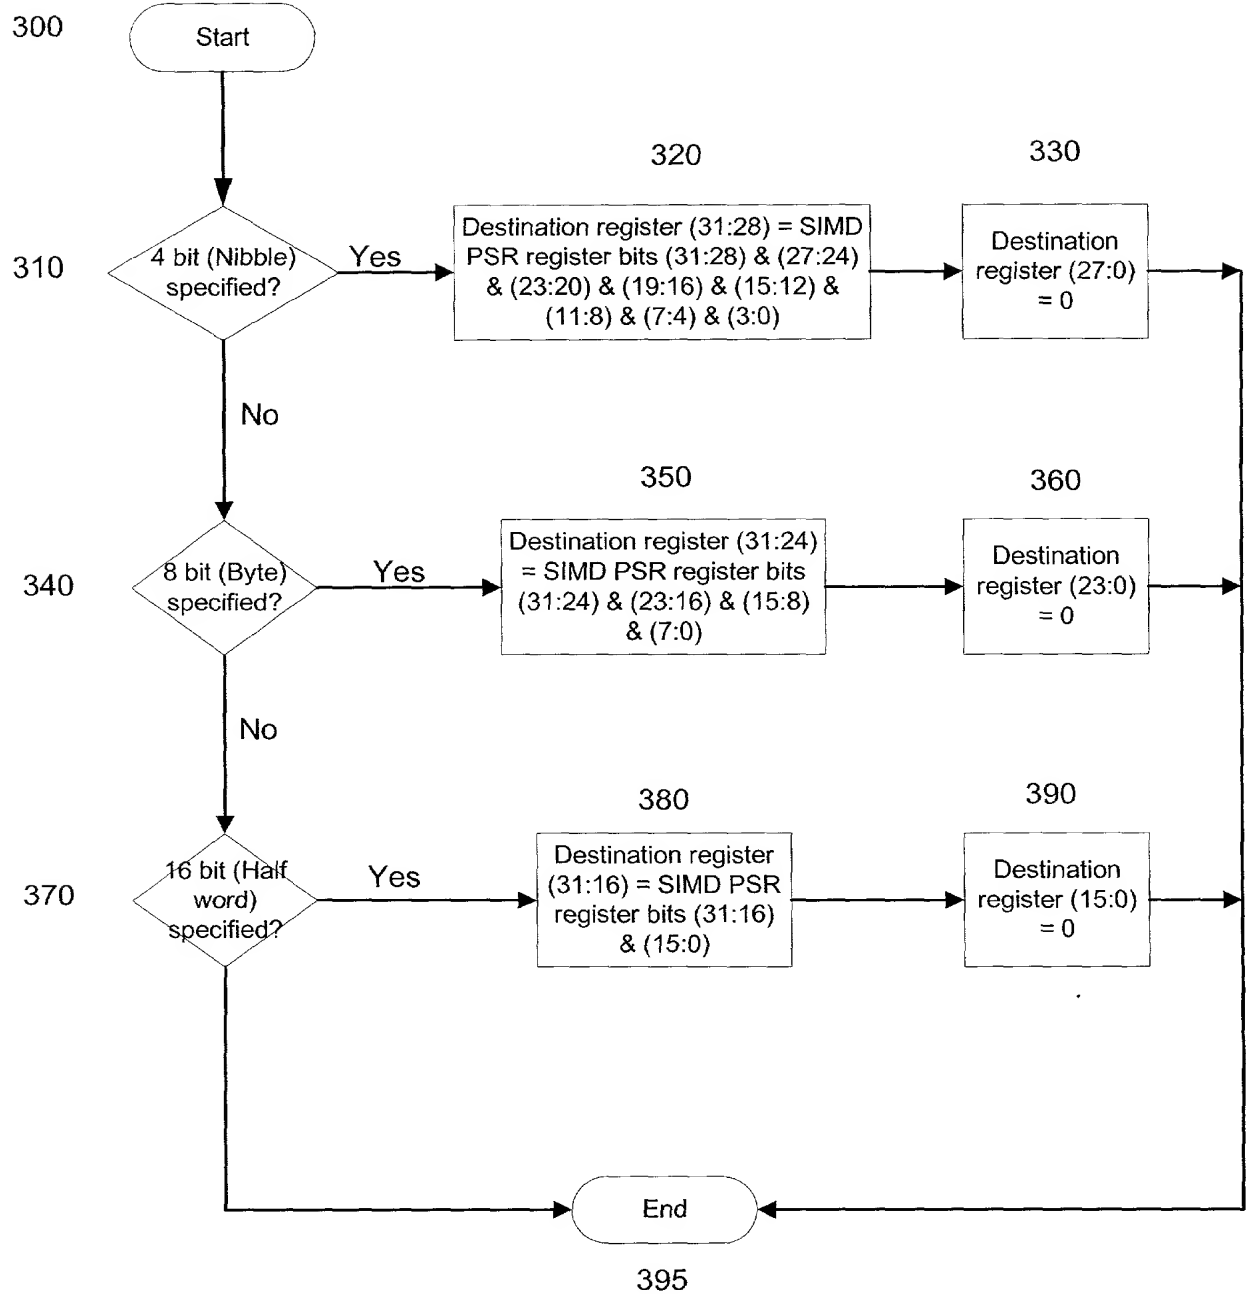 300
Start
320
330
310
4 bit (Nibble)
specified?
Yes
Destination register (31:28) = SIMD
PSR register bits (31:28) & (27:24)
& (23:20) & (19:16) & (15:12) &
(11:8) & (7:4) & (3:0)
Destination
register (27:0)
= 0
No
350
360
340
8 bit (Byte)
specified?
Yes
Destination register (31:24)
= SIMD PSR register bits
(31:24) & (23:16) & (15:8)
& (7:0)
Destination
register (23:0)
= 0
No
380
390
370
16 bit (Half
word)
specified?
Yes
Destination register
(31:16) = SIMD PSR
register bits (31:16)
& (15:0)
Destination
register (15:0)
= 0
End
395